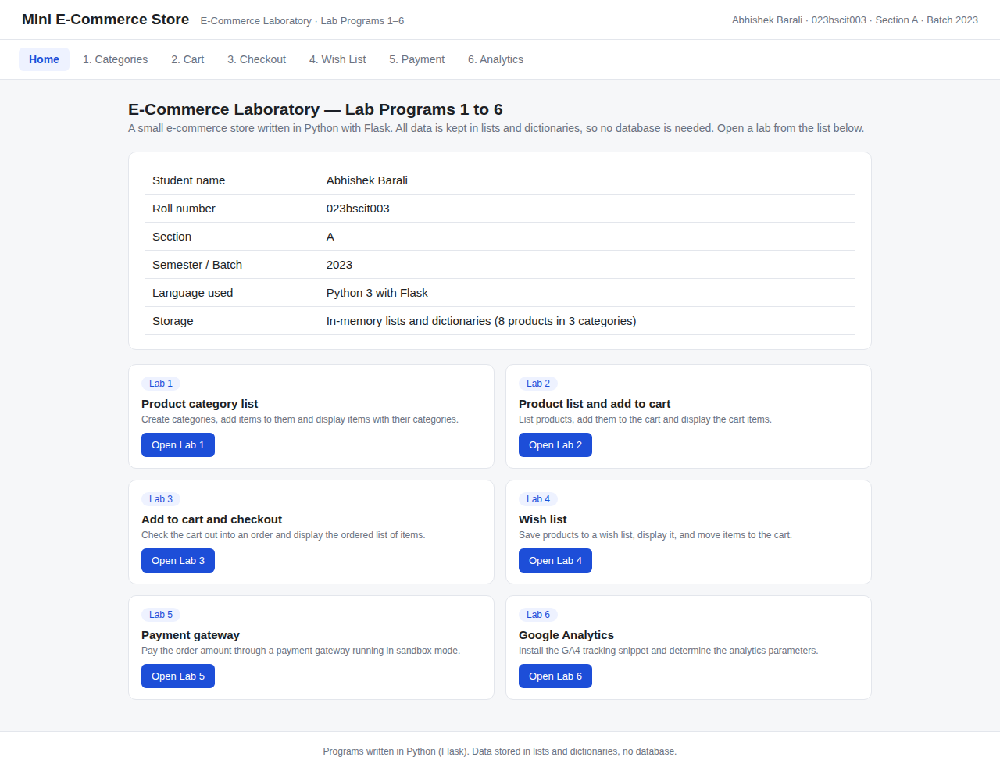 Mini E-Commerce Store E-Commerce Laboratory · Lab Programs 1–6 Abhishek Barali · 023bscit003 · Section A · Batch 2023
Home 1. Categories 2. Cart 3. Checkout 4. Wish List 5. Payment 6. Analytics
E-Commerce Laboratory — Lab Programs 1 to 6
A small e-commerce store written in Python with Flask. All data is kept in lists and dictionaries, so no database is needed. Open a lab from the list below.
Student name Abhishek Barali
Roll number 023bscit003
Section A
Semester / Batch 2023
Language used Python 3 with Flask
Storage In-memory lists and dictionaries (8 products in 3 categories)
Lab 1
Product category list
Create categories, add items to them and display items with their categories.
Open Lab 1
Lab 2
Product list and add to cart
List products, add them to the cart and display the cart items.
Open Lab 2
Lab 3
Add to cart and checkout
Check the cart out into an order and display the ordered list of items.
Open Lab 3
Lab 4
Wish list
Save products to a wish list, display it, and move items to the cart.
Open Lab 4
Lab 5
Payment gateway
Pay the order amount through a payment gateway running in sandbox mode.
Open Lab 5
Lab 6
Google Analytics
Install the GA4 tracking snippet and determine the analytics parameters.
Open Lab 6
Programs written in Python (Flask). Data stored in lists and dictionaries, no database.